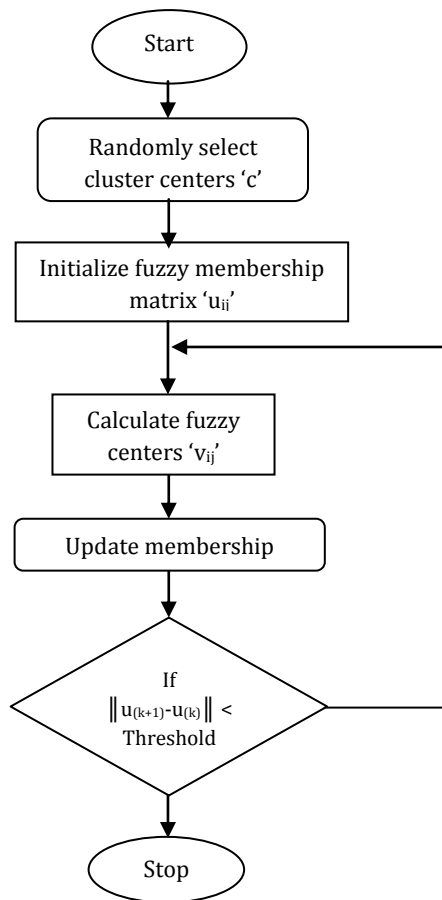 Start
Randomly select
cluster centers ‘c’
Initialize fuzzy membership
matrix ‘uij’
Calculate fuzzy
centers ‘vij’
Update membership
If
‖u(k+1)-u(k)‖ <
Threshold
Stop